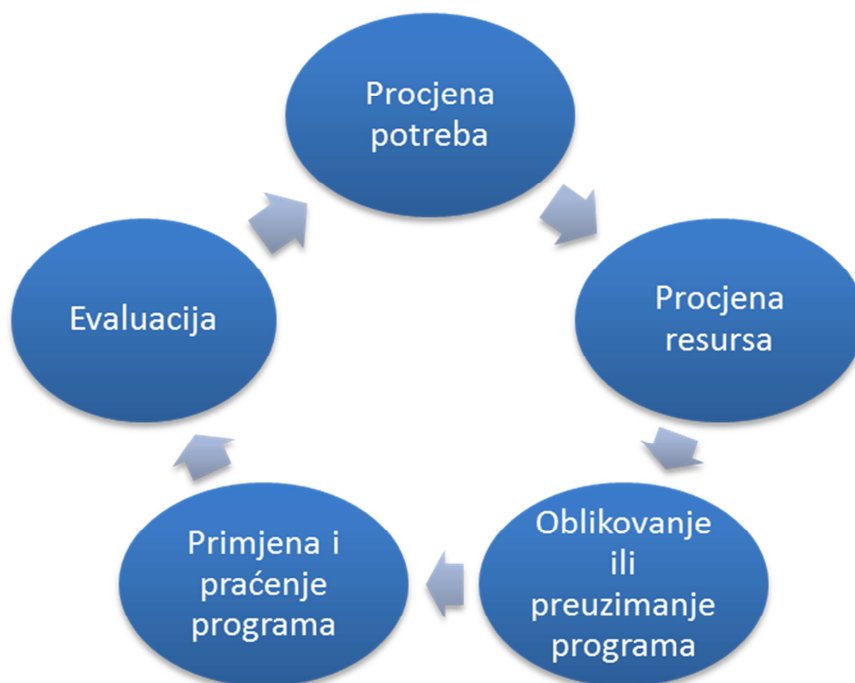 Procjena
potreba
Procjena
resursa
Oblikovanje
ili
preuzimanje
programa
Primjena i
praćenje
programa
Evaluacija